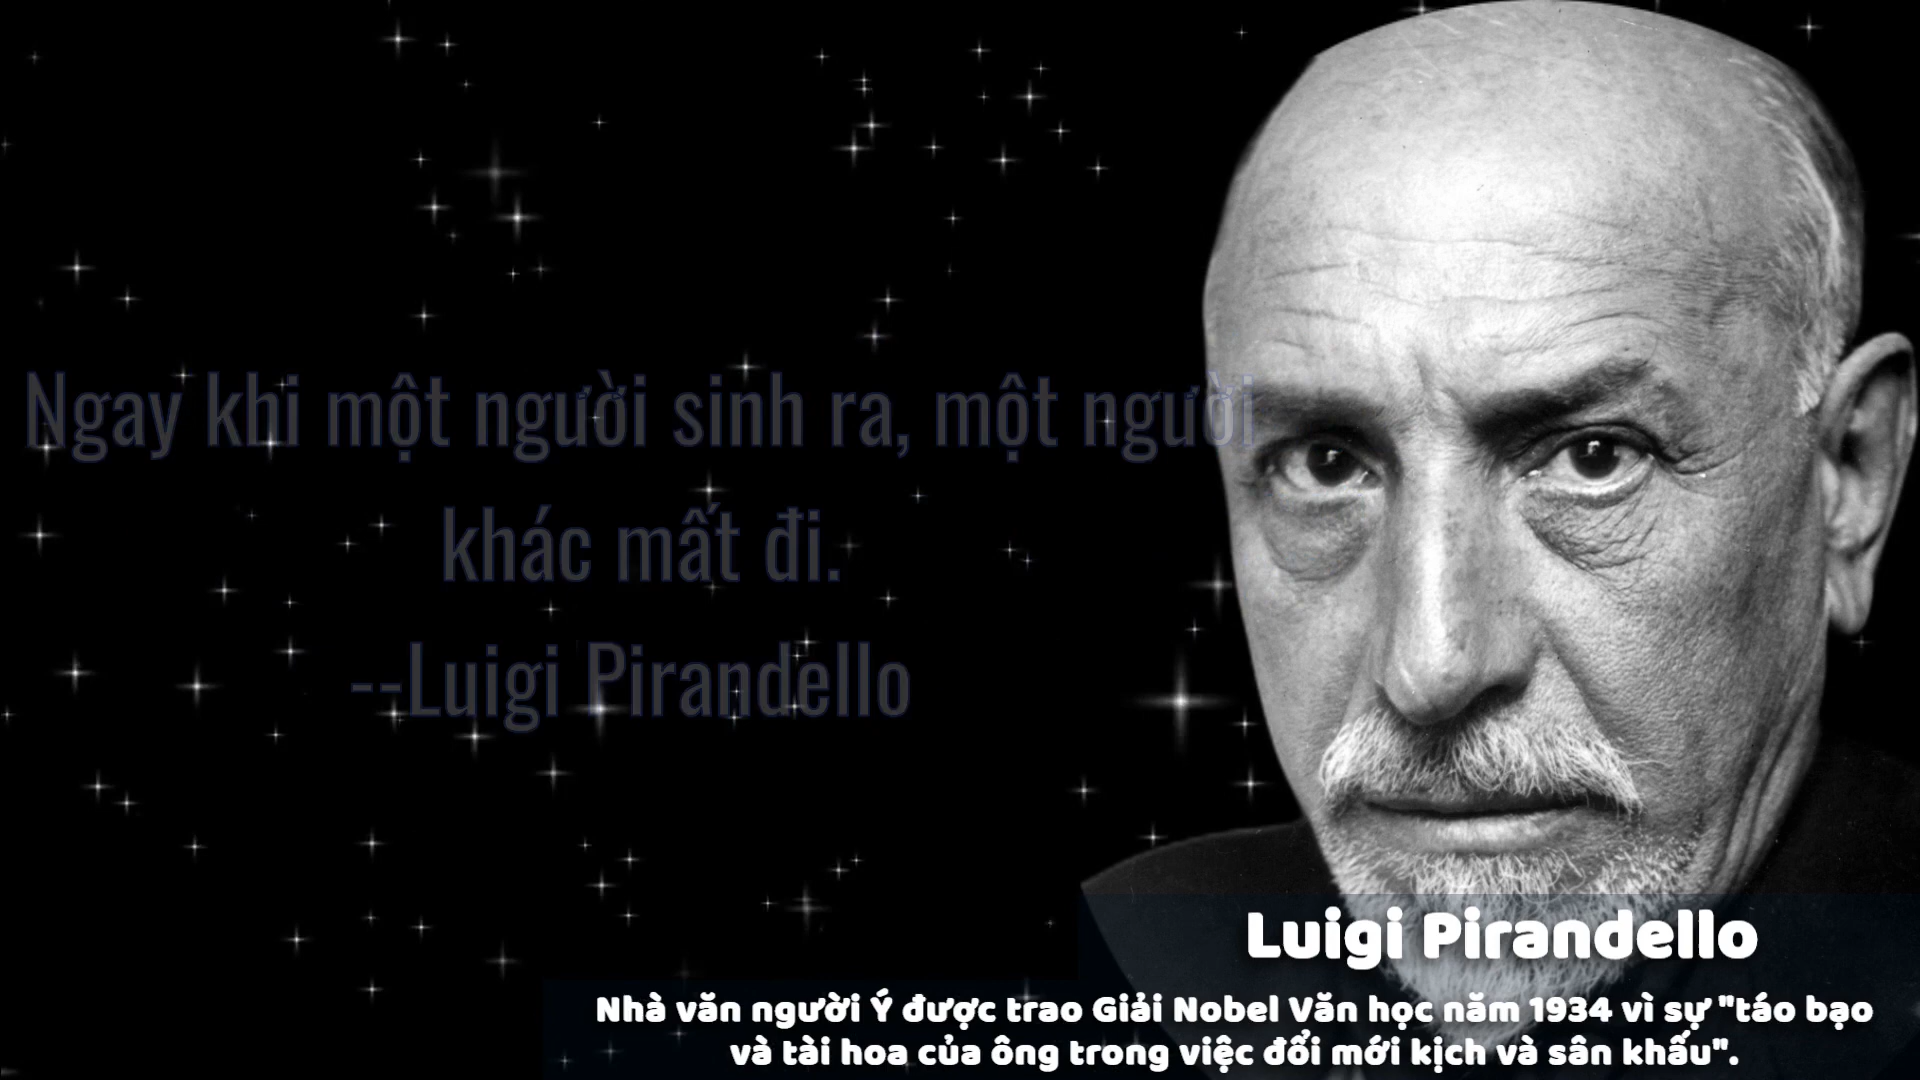 Ngay khi một người sinh ra, một người
khác mất đi.
--Luigi Pirandello
Luigi Pirandello
Nhà văn người Ý được trao Giải Nobel Văn học năm 1934 vì sự "táo bạo
và tài hoa của ông trong việc đổi mới kịch và sân khấu".